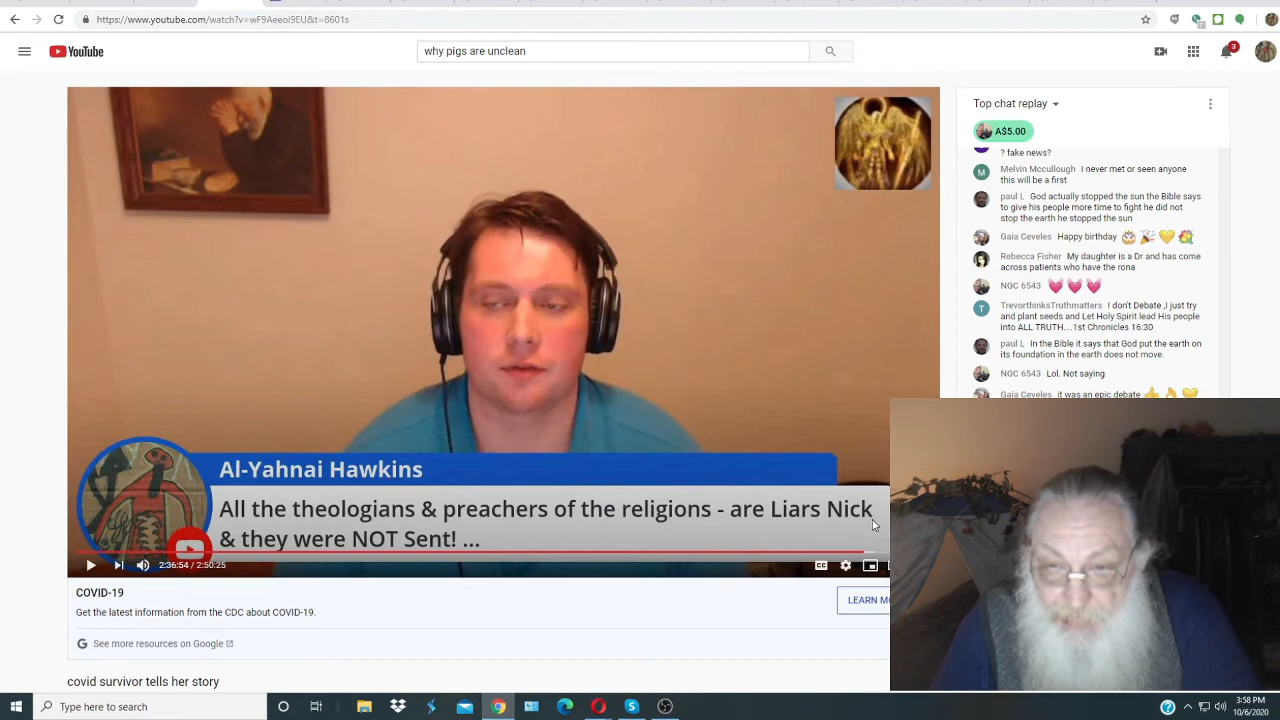 https://www.youtube.com/watch?v=wF9Aeeoi9EU&t=8601s
YouTube
why pigs are unclean
3
Top chat replay
A$5.00
? fake news?
M
Melvin Mccullough I never met or seen anyone
this will be a first
paul L God actually stopped the sun the Bible says
to give his people more time to fight he did not
stop the earth he stopped the sun
Gaia Ceveles Happy birthday
Rebecca Fisher My daughter is a Dr and has come
across patients who have the rona
NGC 6543
T
TrevorthinksTruthmatters I don't Debate ,I just try
and plant seeds and Let Holy Spirit lead His people
into ALL TRUTH....1st Chronicles 16:30
paul L In the Bible it says that God put the earth on
its foundation in the earth does not move.
NGC 6543 Lol. Not saying
Gaia Ceveles it was an epic debate
Al-Yahnai Hawkins
All the theologians & preachers of the religions - are Liars Nick
& they were NOT Sent! ...
2:36:54 / 2:50:25
CC
COVID-19
Get the latest information from the CDC about COVID-19.
LEARN MO
See more resources on Google
covid survivor tells her story
Type here to search
3:58 PM
10/6/2020